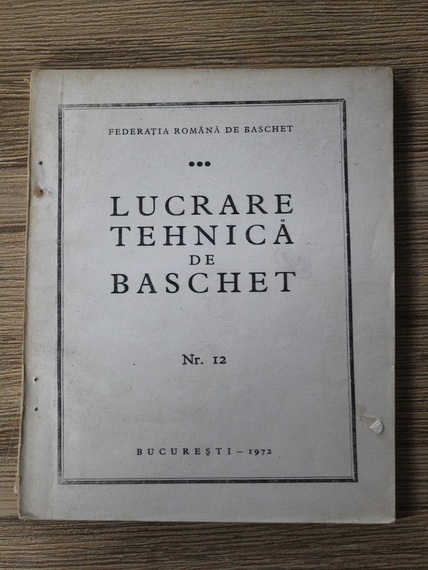 FEDERAȚIA ROMÂNĂ DE BASCHET
●●●
LUCRARE
TEHNICĂ
DE
BASCHET
Nr. 12
BUCUREȘTI – 1972